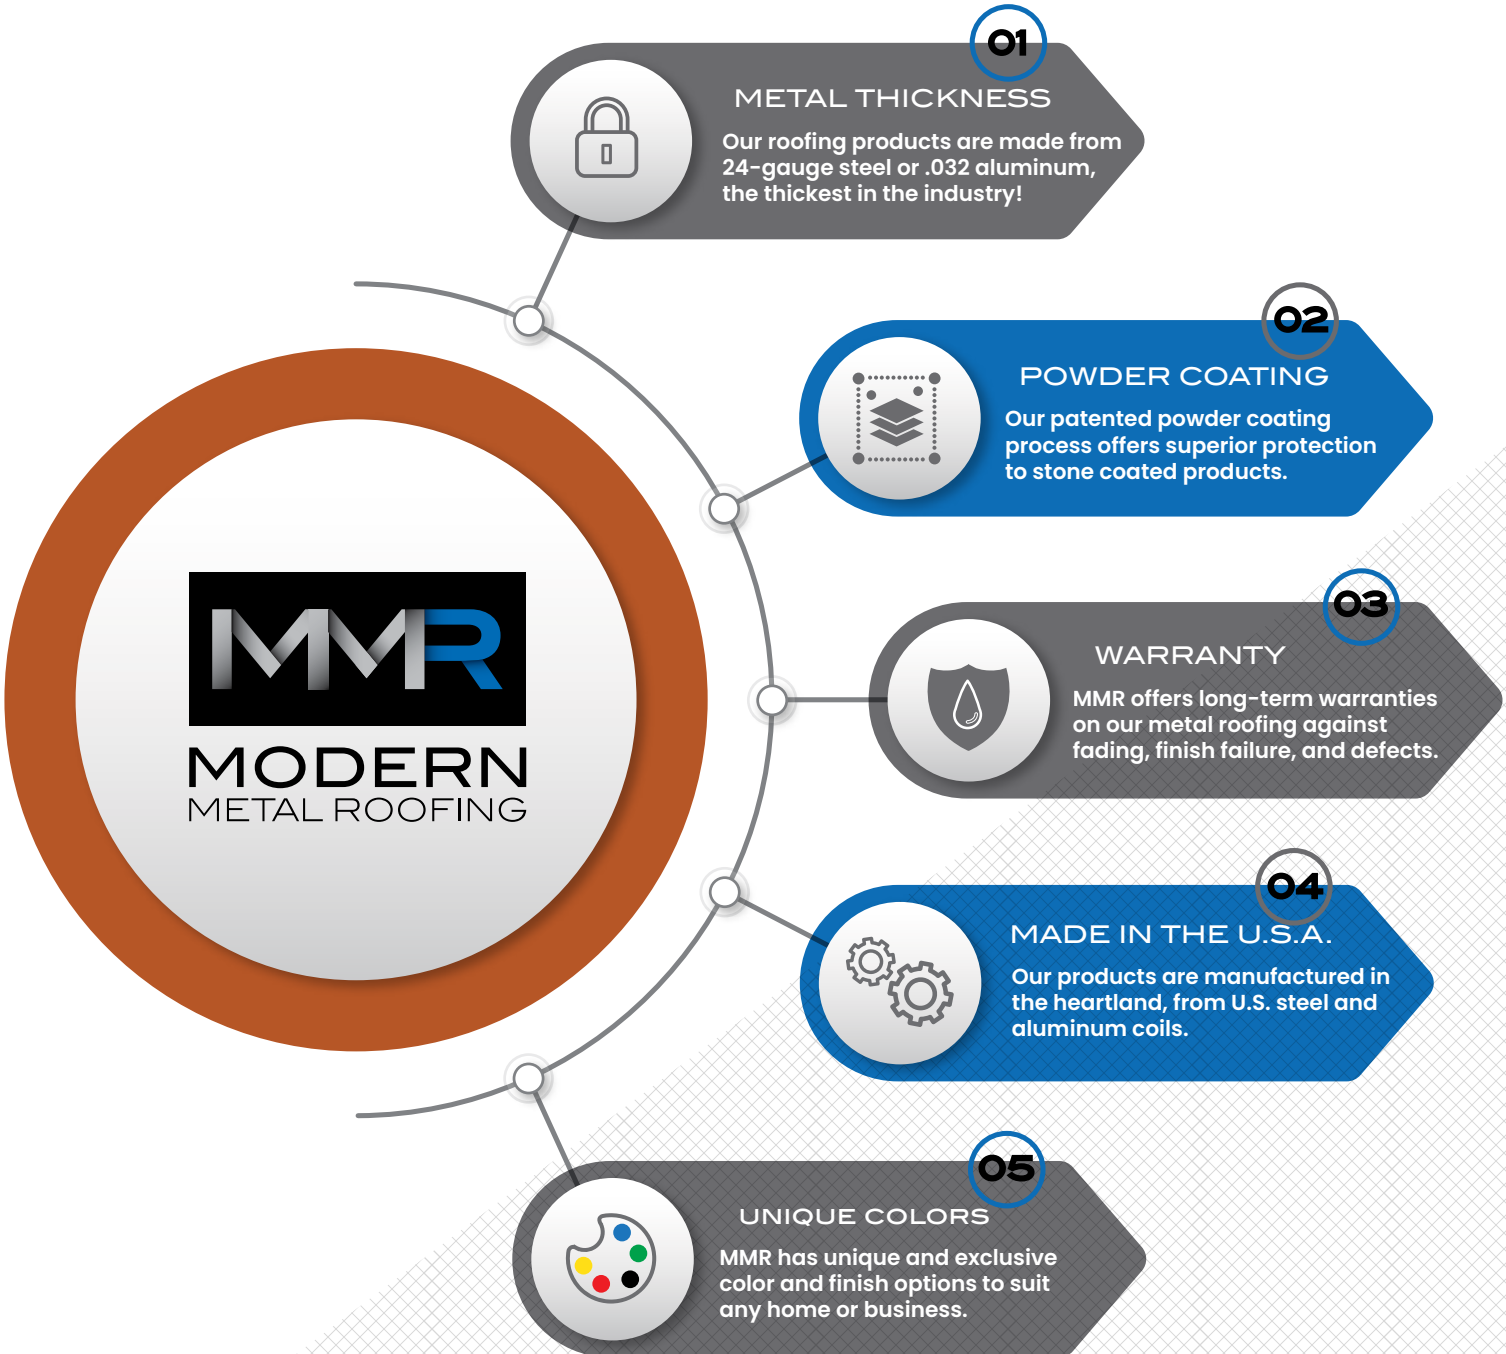 01
METAL THICKNESS
Our roofing products are made from
24-gauge steel or .032 aluminum,
the thickest in the industry!
02
POWDER COATING
Our patented powder coating
process offers superior protection
to stone coated products.
MMR
MODERN
METAL ROOFING
03
WARRANTY
MMR offers long-term warranties
on our metal roofing against
fading, finish failure, and defects.
04
MADE IN THE U.S.A.
Our products are manufactured in
the heartland, from U.S. steel and
aluminum coils.
05
UNIQUE COLORS
MMR has unique and exclusive
color and finish options to suit
any home or business.